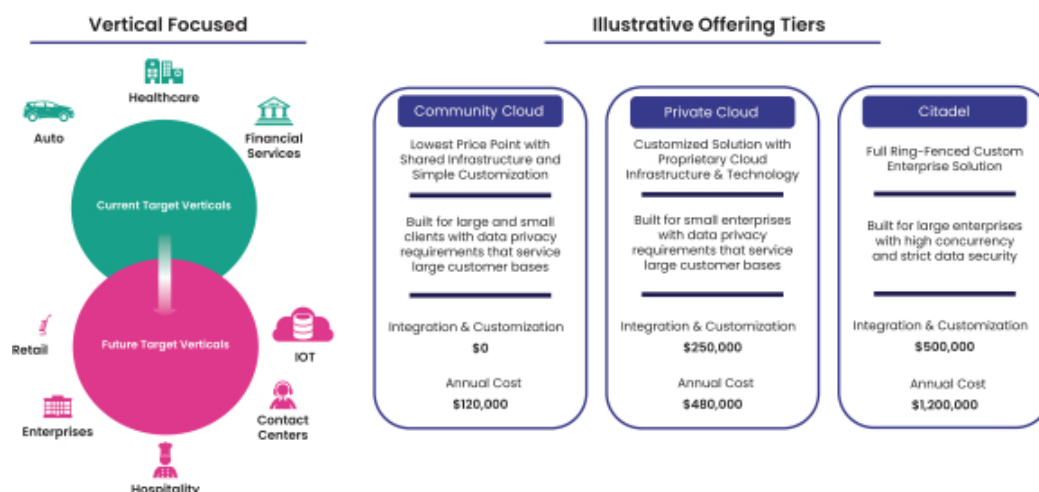 Vertical Focused
Healthcare
Auto
Financial
Services
Current Target Verticals
Future Target Verticals
Retail
IOT
Enterprises
Contact
Centers
Hospitality
Illustrative Offering Tiers
Community Cloud
Lowest Price Point with
Shared Infrastructure and
Simple Customization
Built for large and small
clients with data privacy
requirements that service
large customer bases
Integration & Customization
$0
Annual Cost
$120,000
Private Cloud
Customized Solution with
Proprietary Cloud
Infrastructure & Technology
Built for small enterprises
with data privacy
requirements that service
large customer bases
Integration & Customization
$250,000
Annual Cost
$480,000
Citadel
Full Ring-Fenced Custom
Enterprise Solution
Built for large enterprises
with high concurrency
and strict data security
Integration & Customization
$500,000
Annual Cost
$1,200,000